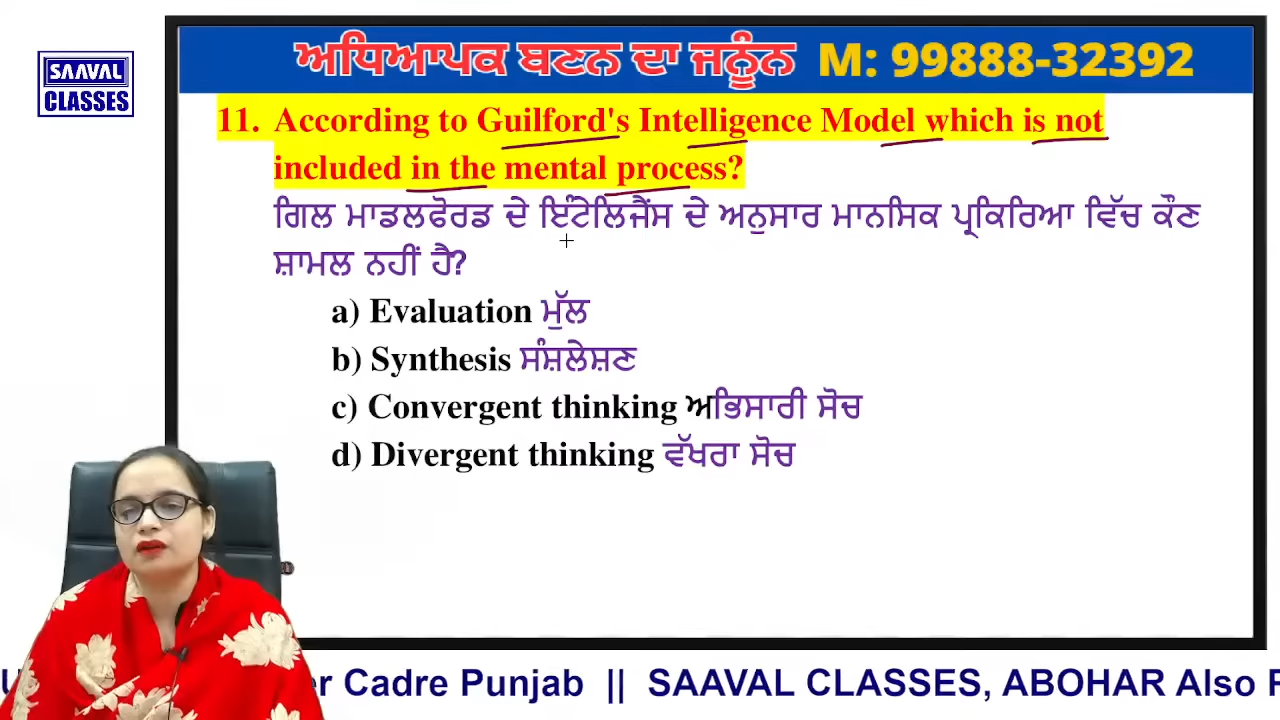 SAAVAL
CLASSES
ਅਧਿਆਪਕ ਬਣਨ ਦਾ ਜਨੂੰਨ M: 99888-32392
11. According to Guilford's Intelligence Model which is not
included in the mental process?
ਗਿਲ ਮਾਡਲਫੋਰਡ ਦੇ ਇੰਟੇਲਿਜੈਂਸ ਦੇ ਅਨੁਸਾਰ ਮਾਨਸਿਕ ਪ੍ਰਕਿਰਿਆ ਵਿੱਚ ਕੌਣ
ਸ਼ਾਮਲ ਨਹੀਂ ਹੈ?
a) Evaluation ਮੁੱਲ
b) Synthesis ਸੰਸ਼ਲੇਸ਼ਣ
c) Convergent thinking ਅਭਿਸਾਰੀ ਸੋਚ
d) Divergent thinking ਵੱਖਰਾ ਸੋਚ
er Cadre Punjab || SAAVAL CLASSES, ABOHAR Also